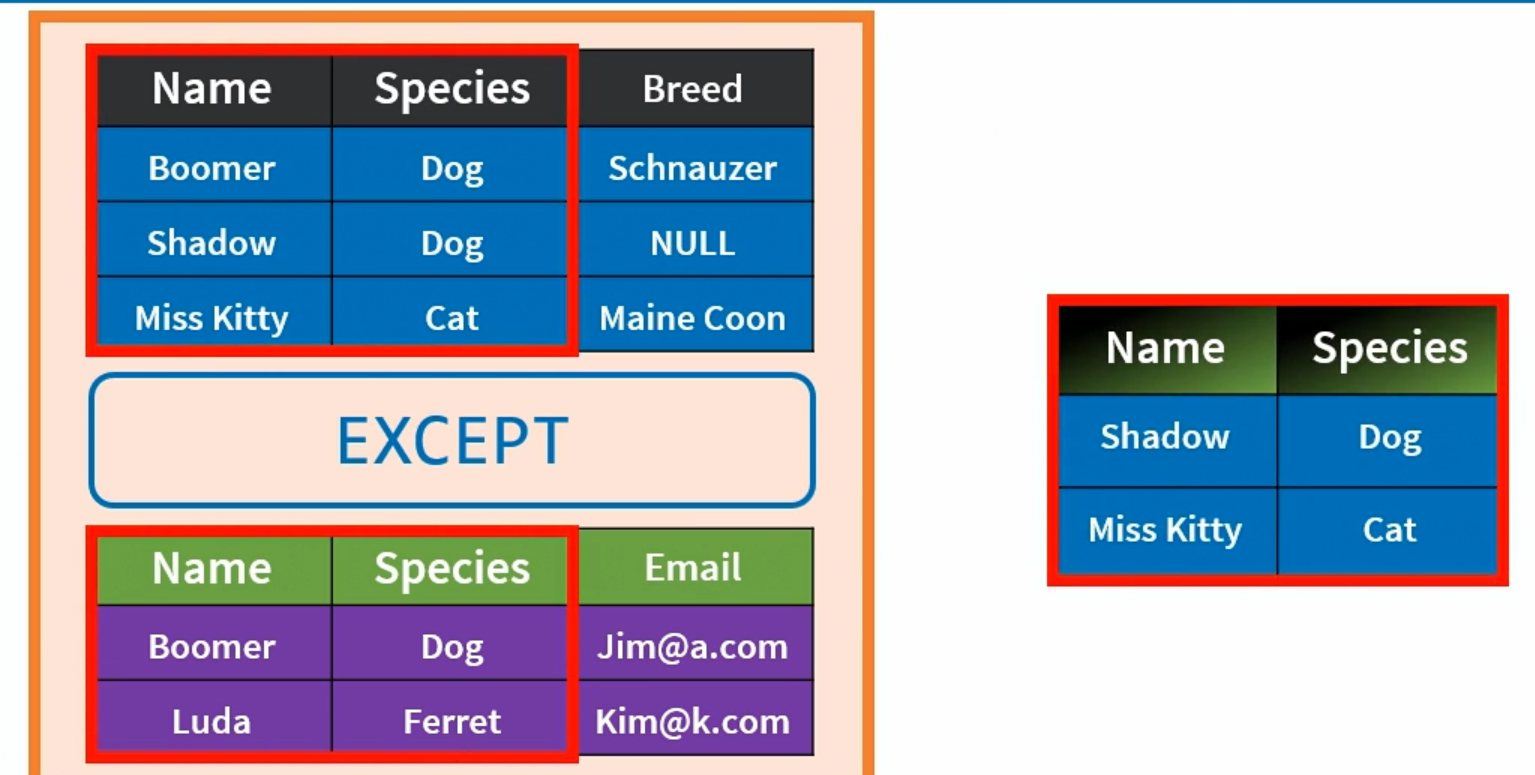 Name Species Breed
Boomer Dog Schnauzer
Shadow Dog NULL
Miss Kitty Cat Maine Coon
EXCEPT
Name Species Email
Boomer Dog Jim@a.com
Luda Ferret Kim@k.com
Name Species
Shadow Dog
Miss Kitty Cat